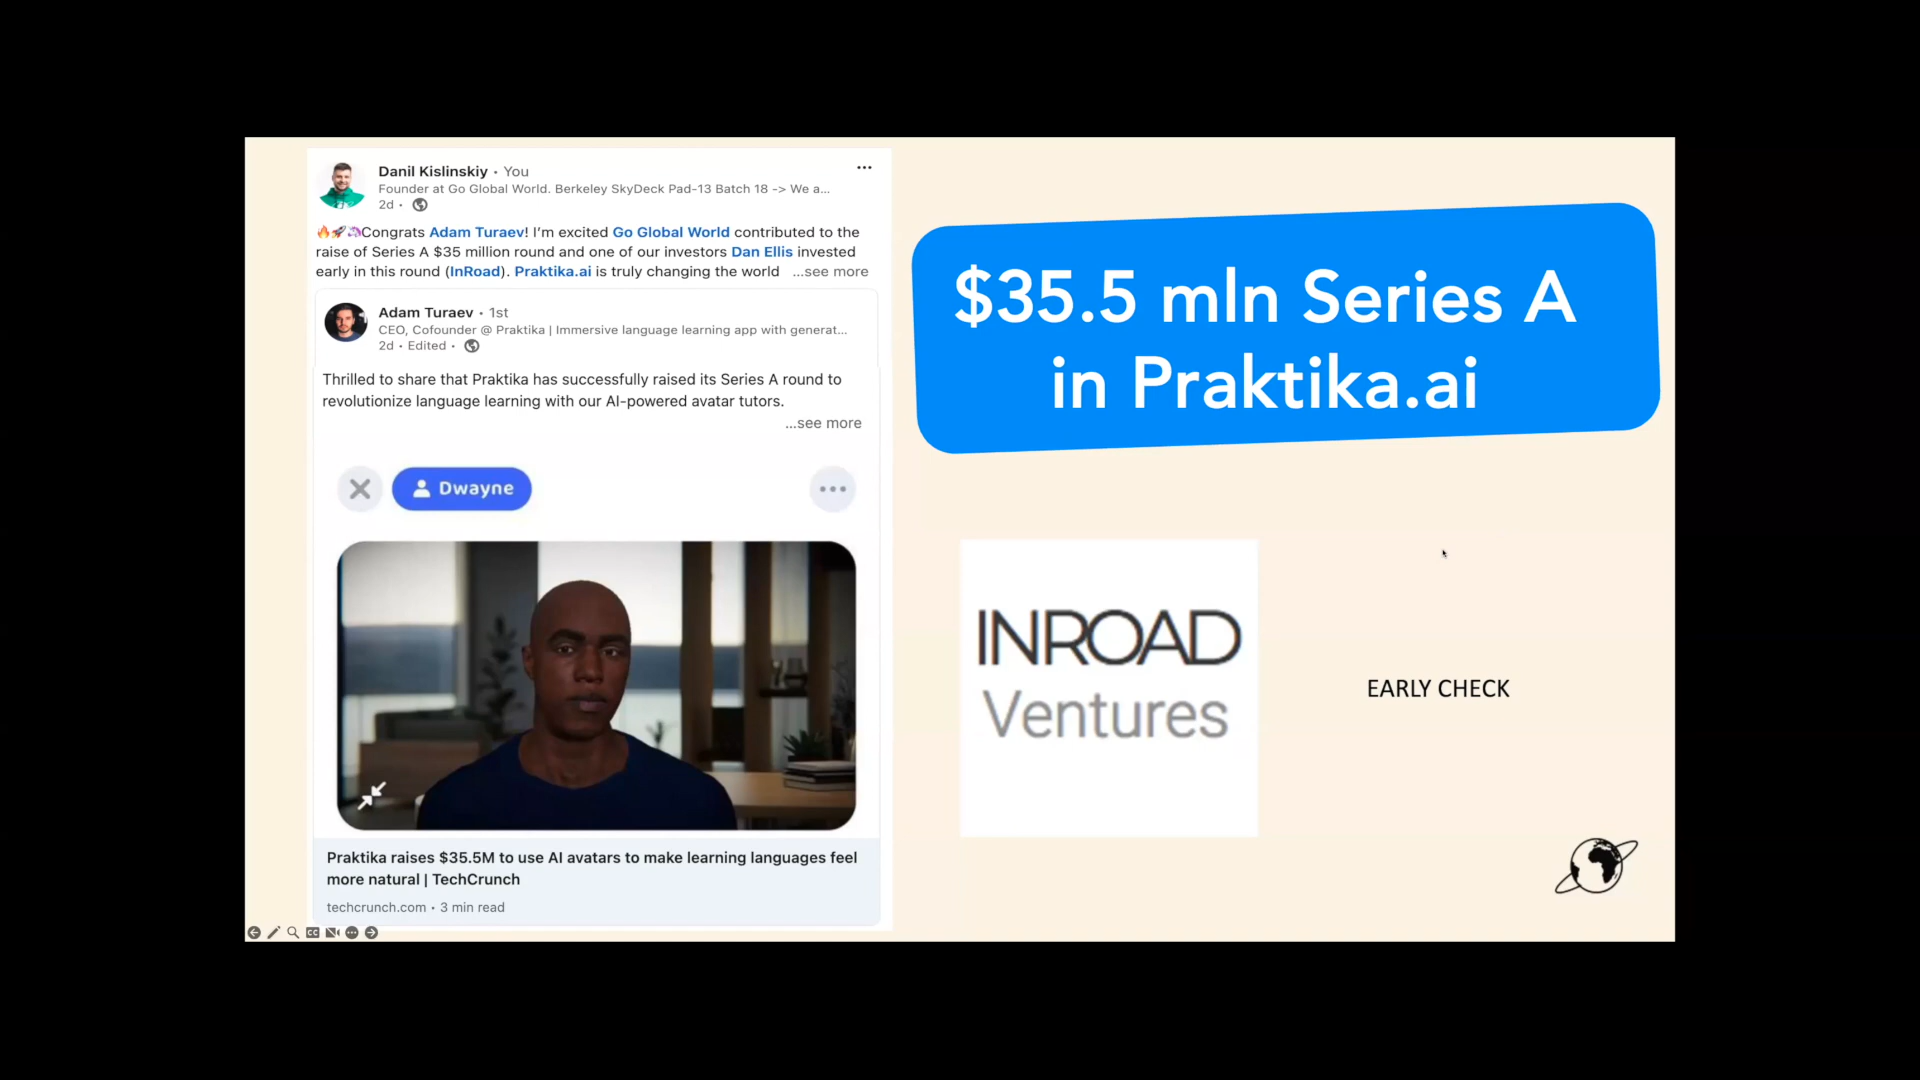 Danil Kislinskiy • You
Founder at Go Global World. Berkeley SkyDeck Pad-13 Batch 18 -> We a...
2d •
🔥🚀🦄Congrats Adam Turaev! I'm excited Go Global World contributed to the
raise of Series A $35 million round and one of our investors Dan Ellis invested
early in this round (InRoad). Praktika.ai is truly changing the world ...see more
Adam Turaev • 1st
CEO, Cofounder @ Praktika | Immersive language learning app with generat...
2d • Edited •
Thrilled to share that Praktika has successfully raised its Series A round to
revolutionize language learning with our AI-powered avatar tutors.
...see more
Dwayne
Praktika raises $35.5M to use AI avatars to make learning languages feel
more natural | TechCrunch
techcrunch.com • 3 min read
$35.5 mln Series A
in Praktika.ai
INROAD
Ventures
EARLY CHECK
CC